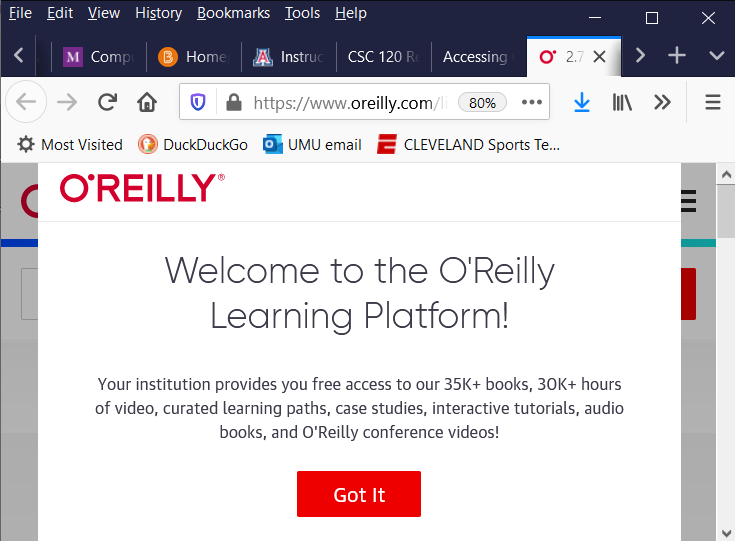 File Edit View History Bookmarks Tools Help
M Compu B Home A Instruc CSC 120 Re Accessing 2.7
https://www.oreilly.com/li 80%
Most Visited DuckDuckGo UMU email CLEVELAND Sports Te...
O'REILLY®
Welcome to the O'Reilly
Learning Platform!
Your institution provides you free access to our 35K+ books, 30K+ hours
of video, curated learning paths, case studies, interactive tutorials, audio
books, and O'Reilly conference videos!
Got It